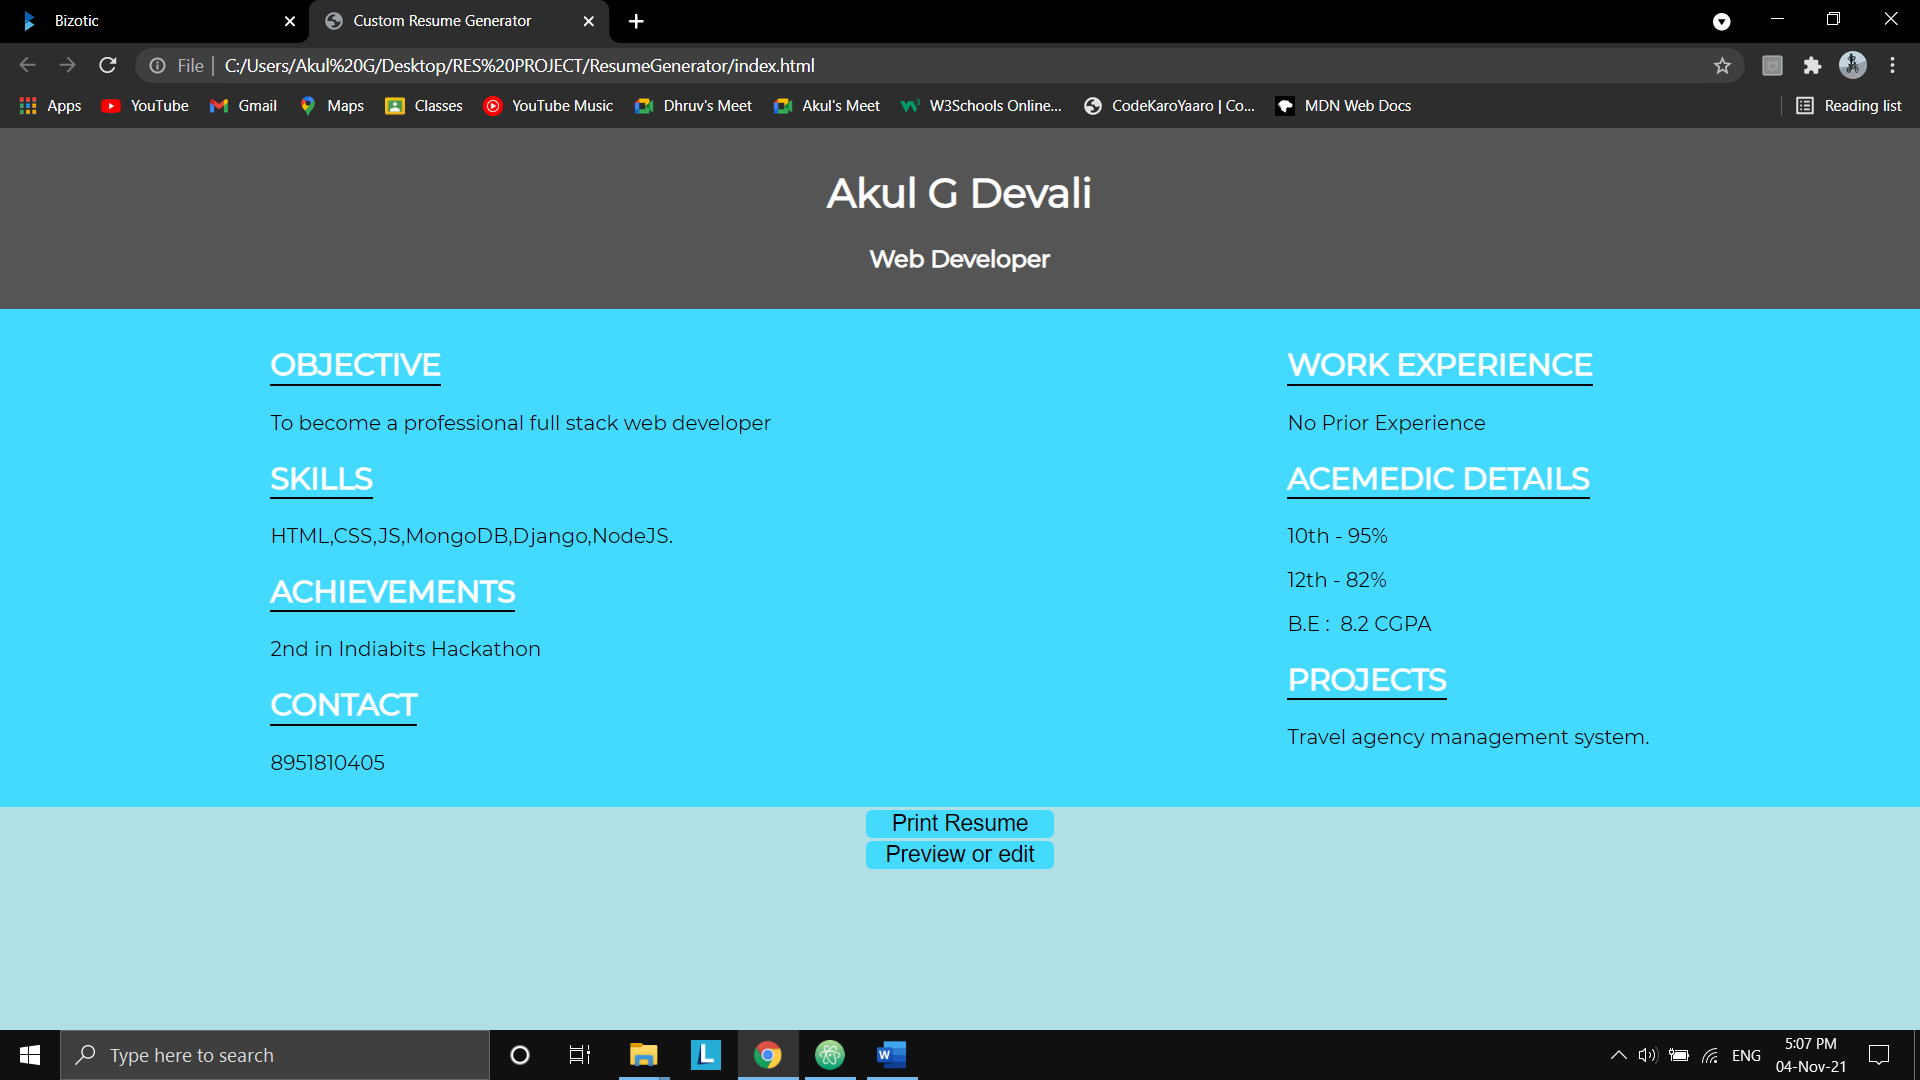 Bizotic
Custom Resume Generator
File | C:/Users/Akul%20G/Desktop/RES%20PROJECT/ResumeGenerator/index.html
Apps YouTube Gmail Maps Classes YouTube Music Dhruv's Meet Akul's Meet W3Schools Online... CodeKaroYaaro | Co... MDN Web Docs Reading list
Akul G Devali
Web Developer
OBJECTIVE
To become a professional full stack web developer
SKILLS
HTML,CSS,JS,MongoDB,Django,NodeJS.
ACHIEVEMENTS
2nd in Indiabits Hackathon
CONTACT
8951810405
WORK EXPERIENCE
No Prior Experience
ACEMEDIC DETAILS
10th - 95%
12th - 82%
B.E : 8.2 CGPA
PROJECTS
Travel agency management system.
Print Resume
Preview or edit
Type here to search
L
W
ENG
5:07 PM
04-Nov-21